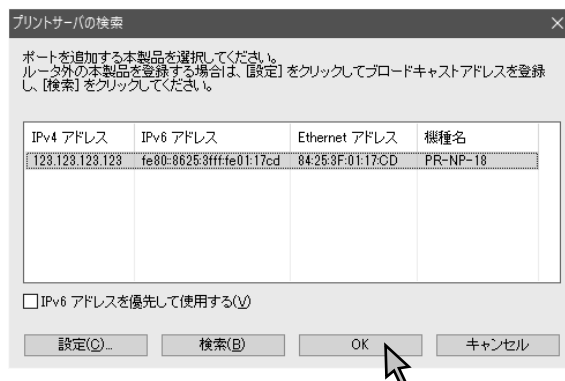 プリントサーバの検索
ポートを追加する本製品を選択してください。
ルータ外の本製品を登録する場合は、[設定] をクリックしてブロードキャストアドレスを登録
し、[検索] をクリックしてください。
IPv4 アドレス IPv6 アドレス Ethernet アドレス 機種名
123.123.123.123 fe80::8625:3fff:fe01:17cd 84:25:3F:01:17:CD PR-NP-18
IPv6 アドレスを優先して使用する(V)
設定(C)... 検索(B) OK キャンセル